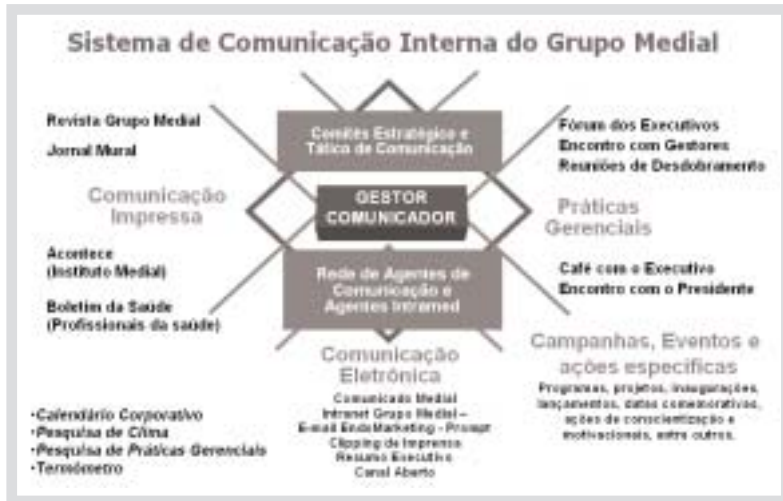 Sistema de Comunicação Interna do Grupo Medial
Revista Grupo Medial
Jornal Mural
Comunicação
Impressa
Acontece
(Instituto Medial)
Boletim da Saúde
(Profissionais da saúde)
Comitês Estratégico e
Tático de Comunicação
GESTOR
COMUNICADOR
Rede de Agentes de
Comunicação e
Agentes Intramed
Fórum dos Executivos
Encontro com Gestores
Reuniões de Desdobramento
Práticas
Gerenciais
Café com o Executivo
Encontro com o Presidente
Comunicação
Eletrônica
Comunicado Medial
Intranet Grupo Medial –
E-mail EndoMarketing - Prompt
Clipping de Imprensa
Resumo Executivo
Canal Aberto
Campanhas, Eventos e
ações específicas
Programas, projetos, inaugurações,
lançamentos, datas comemorativas,
ações de conscientização e
motivacionais, entre outros.
•Calendário Corporativo
•Pesquisa de Clima
•Pesquisa de Práticas Gerenciais
•Termômetro